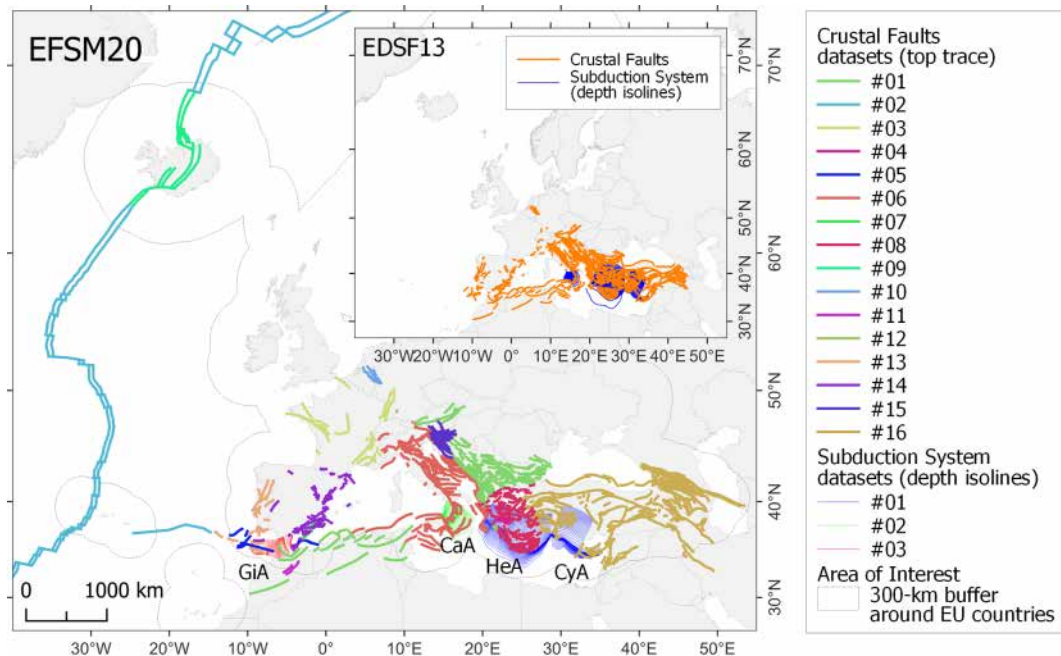 EFSM20
EDSF13
Crustal Faults
Subduction System
(depth isolines)
70°N
60°N
50°N
40°N
30°N
30°W
20°W
10°W
0°
10°E
20°E
30°E
40°E
50°E
70°N
60°N
50°N
40°N
30°N
GiA
CaA
HeA
CyA
0
1000 km
30°W
20°W
10°W
0°
10°E
20°E
30°E
40°E
50°E
Crustal Faults
datasets (top trace)
#01
#02
#03
#04
#05
#06
#07
#08
#09
#10
#11
#12
#13
#14
#15
#16
Subduction System
datasets (depth isolines)
#01
#02
#03
Area of Interest
300-km buffer
around EU countries